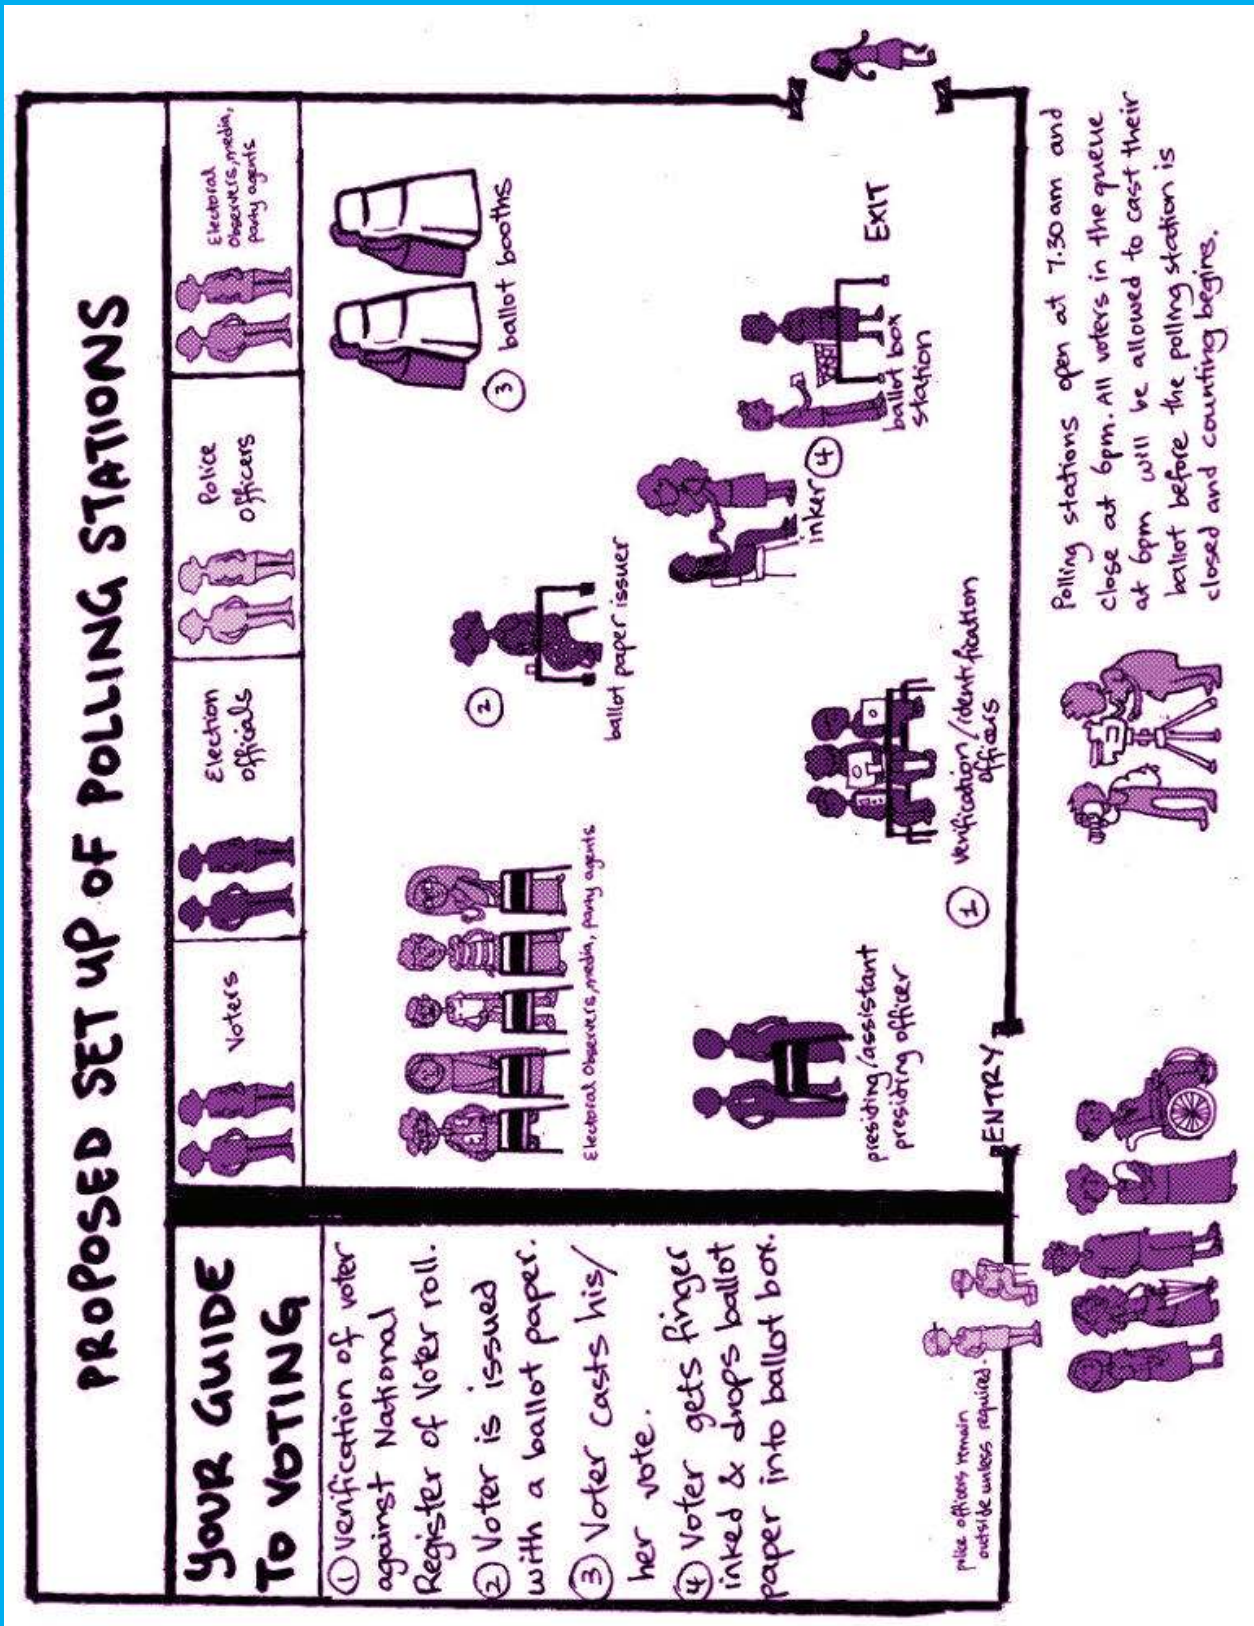 PROPOSED SET UP OF POLLING STATIONS
YOUR GUIDE
TO VOTING
① Verification of voter
against National
Register of Voter roll.
② Voter is issued
with a ballot paper.
③ Voter casts his/
her vote.
④ Voter gets finger
inked & drops ballot
paper into ballot box.
police officers remain
outside unless required.
Voters
Election
officials
Police
officers
Electoral
Observers, media,
party agents
Electoral Observers, media, party agents
②
ballot paper issuer
③ ballot booths
presiding/assistant
presiding officer
① verification/identification
officers
inker ④
ballot box
station
EXIT
ENTRY
Polling stations open at 7.30am and
close at 6pm. All voters in the queue
at 6pm will be allowed to cast their
ballot before the polling station is
closed and counting begins.